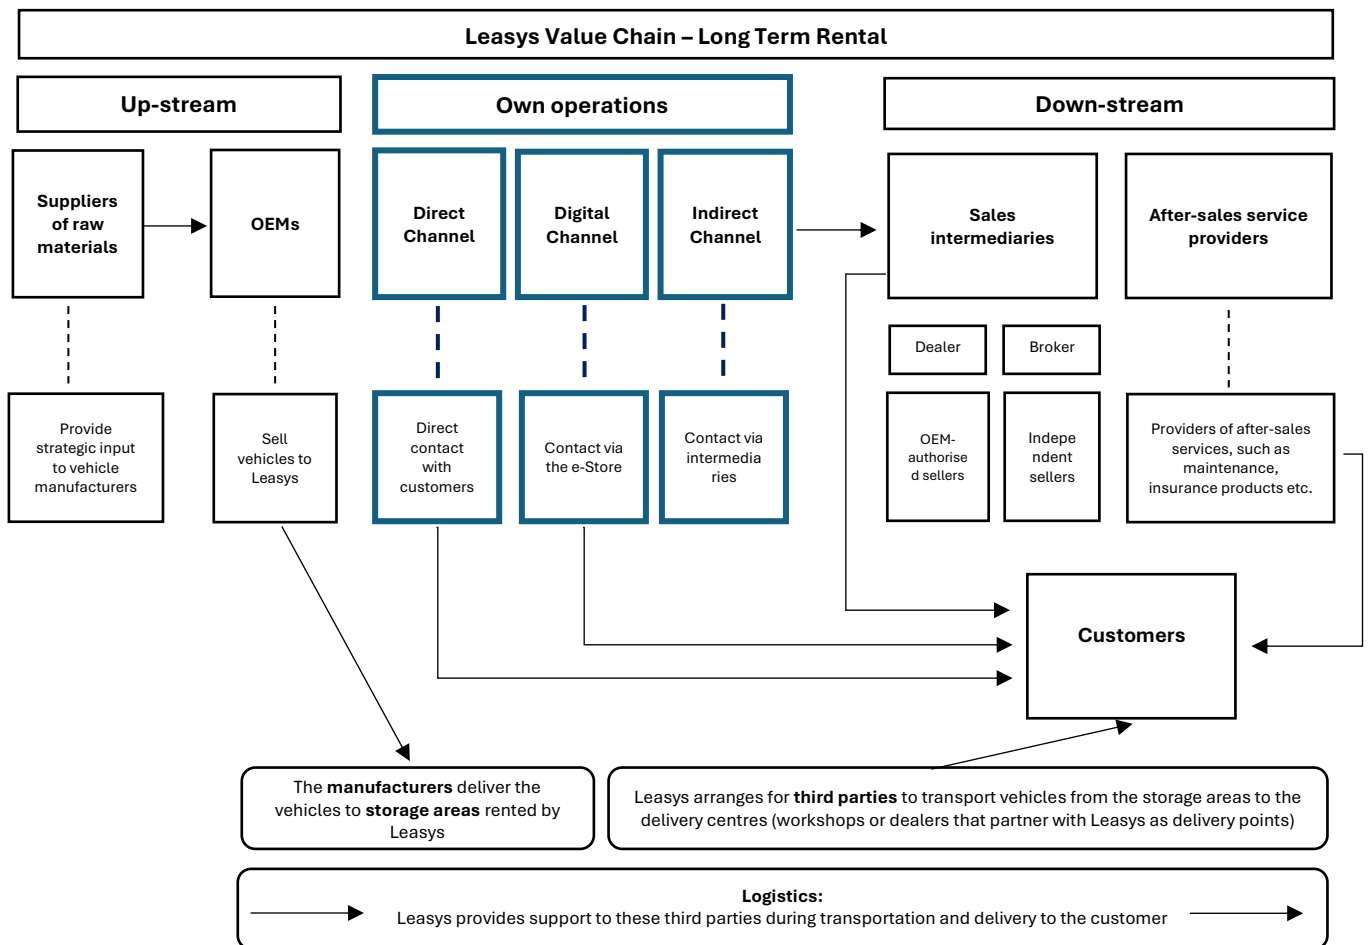 Leasys Value Chain – Long Term Rental
Up-stream
Own operations
Down-stream
Suppliers
of raw
materials
OEMs
Direct
Channel
Digital
Channel
Indirect
Channel
Sales
intermediaries
After-sales service
providers
Dealer
Broker
Provide
strategic input
to vehicle
manufacturers
Sell
vehicles to
Leasys
Direct
contact
with
customers
Contact via
the e-Store
Contact via
intermedia
ries
OEM-
authorise
d sellers
Indepe
ndent
sellers
Providers of after-sales
services, such as
maintenance,
insurance products etc.
Customers
The manufacturers deliver the
vehicles to storage areas rented by
Leasys
Leasys arranges for third parties to transport vehicles from the storage areas to the
delivery centres (workshops or dealers that partner with Leasys as delivery points)
Logistics:
Leasys provides support to these third parties during transportation and delivery to the customer